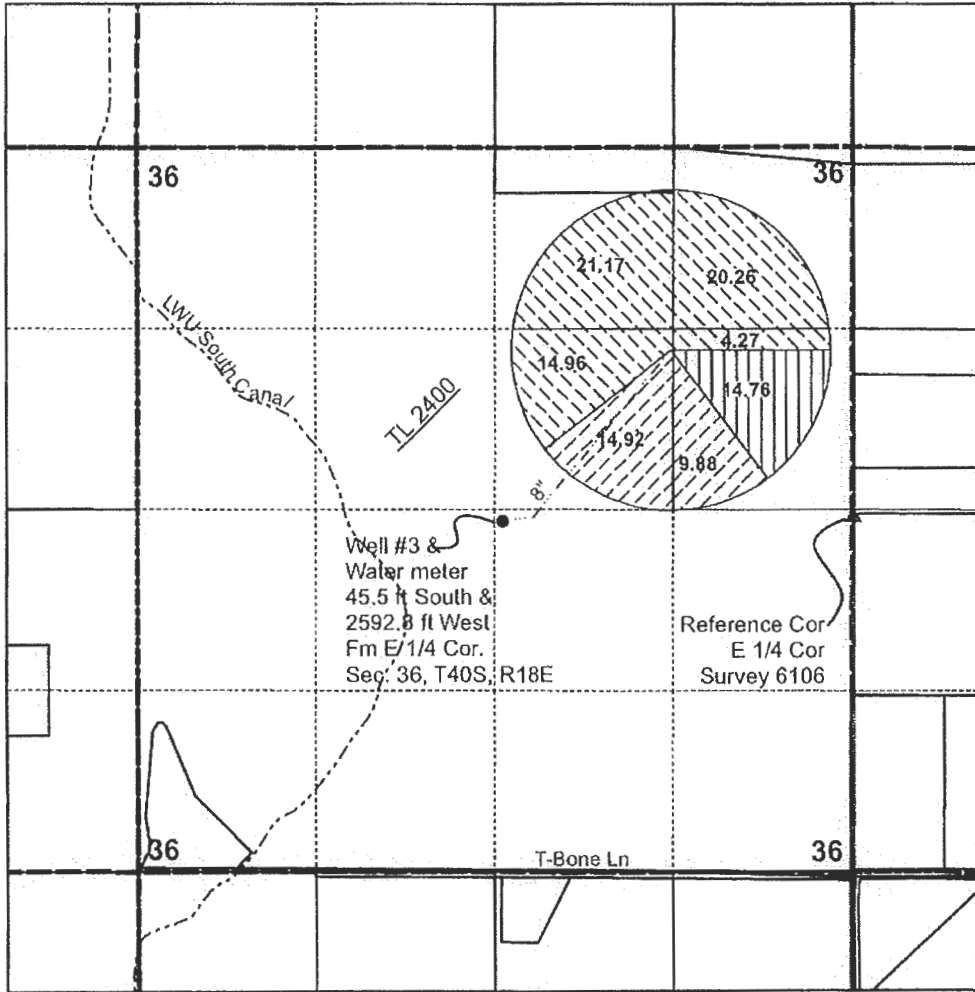 36
36
21.17
20.26
LWU South Canal
4.27
14.96
14.76
TL 2400
14.92
9.88
8"
Well #3 &
Water meter
45.5 ft South &
2592.8 ft West
Fm E 1/4 Cor.
Sec. 36, T40S, R18E
Reference Cor
E 1/4 Cor
Survey 6106
36
36
T-Bone Ln